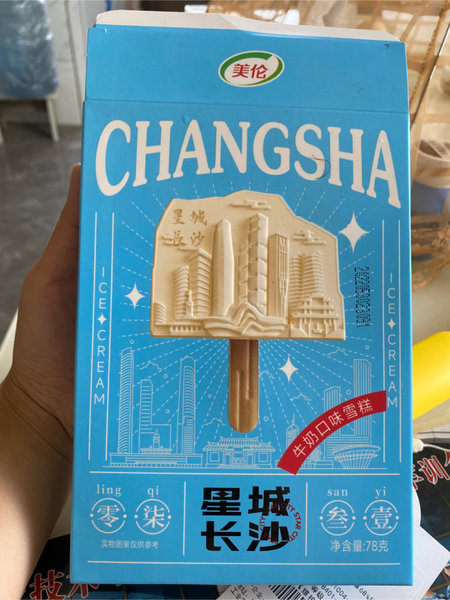 美伦
CHANGSHA
星城
长沙
ICE CREAM
ICE CREAM
牛奶口味雪糕
ling qi
零柒
实物图案仅供参考
星城
长沙
san yi
叁壹
净含量:78克